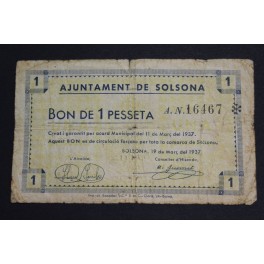 AJUNTAMENT DE SOLSONA
1 1
BON DE 1 PESSETA A.N. 16467
Creat i garantit per acord Municipal del 11 de Març del 1937.
Aquest BON es de circulació forçosa per tota la comarca de Solsona.
SOLSONA, 19 de Març del 1937
L'Alcalde, Conseller d'Hisenda,
1 1